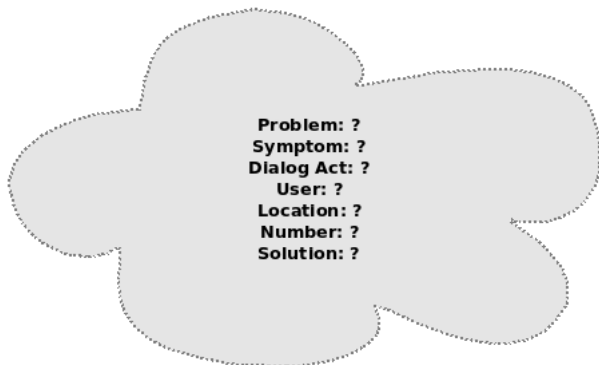 Problem: ?
Symptom: ?
Dialog Act: ?
User: ?
Location: ?
Number: ?
Solution: ?